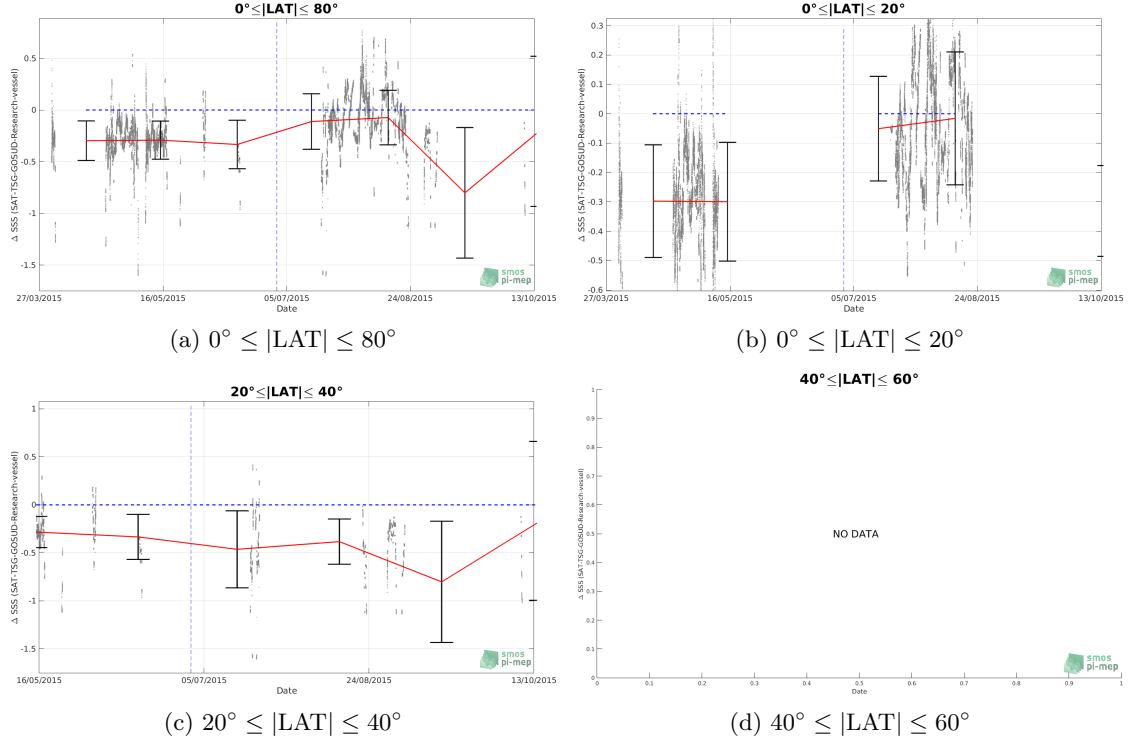 0°≤|LAT|≤ 80°
Δ SSS (SAT-TSG-GOSUD-Research-vessel)
0.5
0
-0.5
-1
-1.5
27/03/2015 16/05/2015 05/07/2015 24/08/2015 13/10/2015
Date
smos
pi-mep
(a) 0° ≤ |LAT| ≤ 80°
0°≤|LAT|≤ 20°
Δ SSS (SAT-TSG-GOSUD-Research-vessel)
0.3
0.2
0.1
0
-0.1
-0.2
-0.3
-0.4
-0.5
-0.6
27/03/2015 16/05/2015 05/07/2015 24/08/2015 13/10/2015
Date
smos
pi-mep
(b) 0° ≤ |LAT| ≤ 20°
20°≤|LAT|≤ 40°
Δ SSS (SAT-TSG-GOSUD-Research-vessel)
1
0.5
0
-0.5
-1
-1.5
16/05/2015 05/07/2015 24/08/2015 13/10/2015
Date
smos
pi-mep
(c) 20° ≤ |LAT| ≤ 40°
40°≤|LAT|≤ 60°
Δ SSS (SAT-TSG-GOSUD-Research-vessel)
1
0.9
0.8
0.7
0.6
0.5
0.4
0.3
0.2
0.1
0
NO DATA
0 0.1 0.2 0.3 0.4 0.5 0.6 0.7 0.8 0.9 1
Date
smos
pi-mep
(d) 40° ≤ |LAT| ≤ 60°